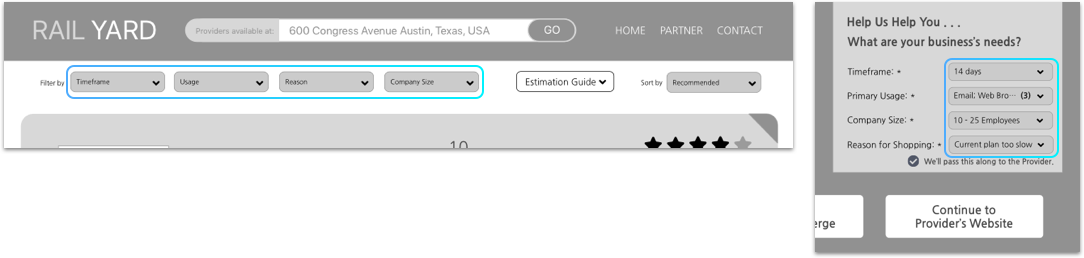 RAIL YARD
Providers available at: 600 Congress Avenue Austin, Texas, USA GO
HOME PARTNER CONTACT
Filter by Timeframe Usage Reason Company Size Estimation Guide Sort by Recommended
Help Us Help You . . .
What are your business's needs?
Timeframe: * 14 days
Primary Usage: * Email; Web Bro... (3)
Company Size: * 10 - 25 Employees
Reason for Shopping: * Current plan too slow
We'll pass this along to the Provider.
erge
Continue to
Provider's Website